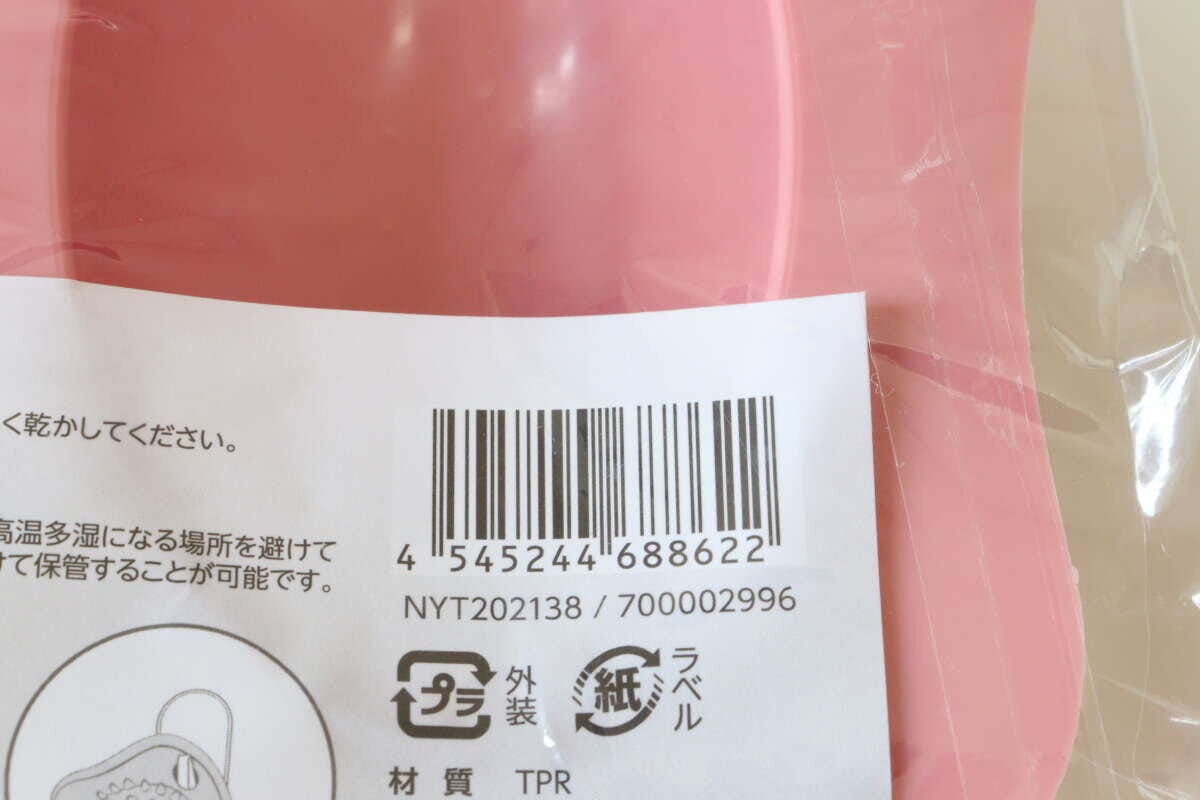 く乾かしてください。
高温多湿になる場所を避けて
けて保管することが可能です。
4 545244 688622
NYT202138 / 700002996
プラ 外装
紙 ラベル
材 質 TPR